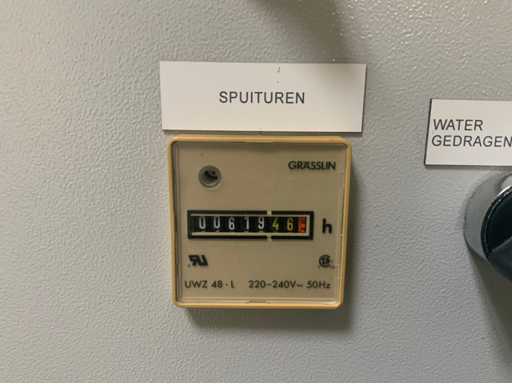 SPUITUREN
WATER
GEDRAGEN
GRÄSSLIN
0061946 h
UWZ 48 - L 220-240V~ 50Hz